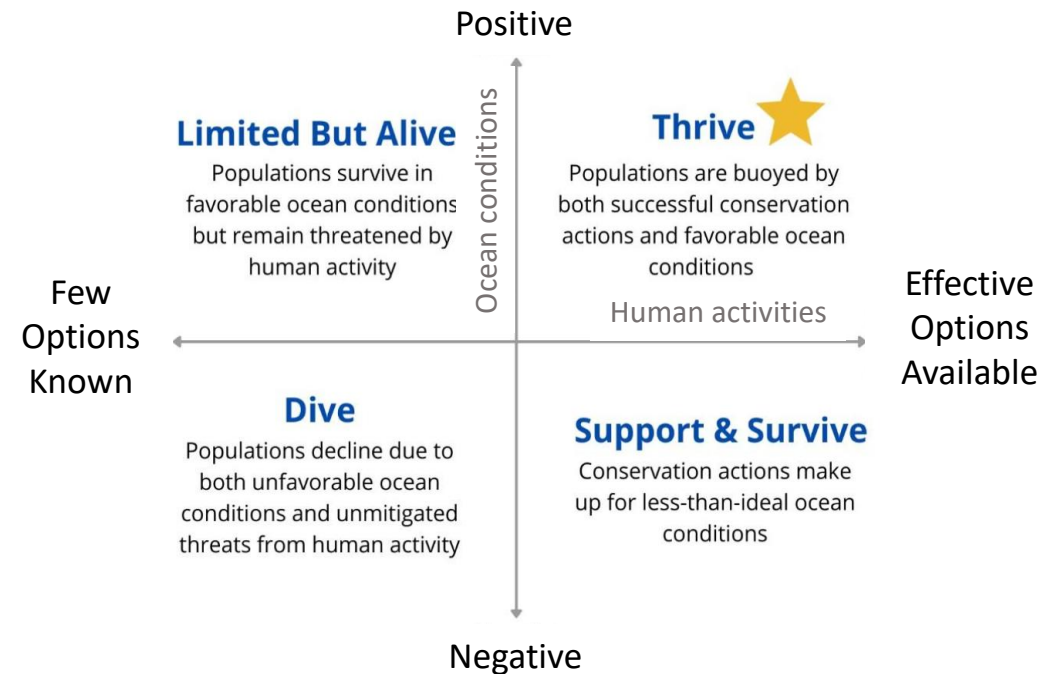 Positive
Ocean conditions
Limited But Alive
Populations survive in
favorable ocean conditions
but remain threatened by
human activity
Thrive
Populations are buoyed by
both successful conservation
actions and favorable ocean
conditions
Few
Options
Known
Human activities
Effective
Options
Available
Dive
Populations decline due to
both unfavorable ocean
conditions and unmitigated
threats from human activity
Support & Survive
Conservation actions make
up for less-than-ideal ocean
conditions
Negative